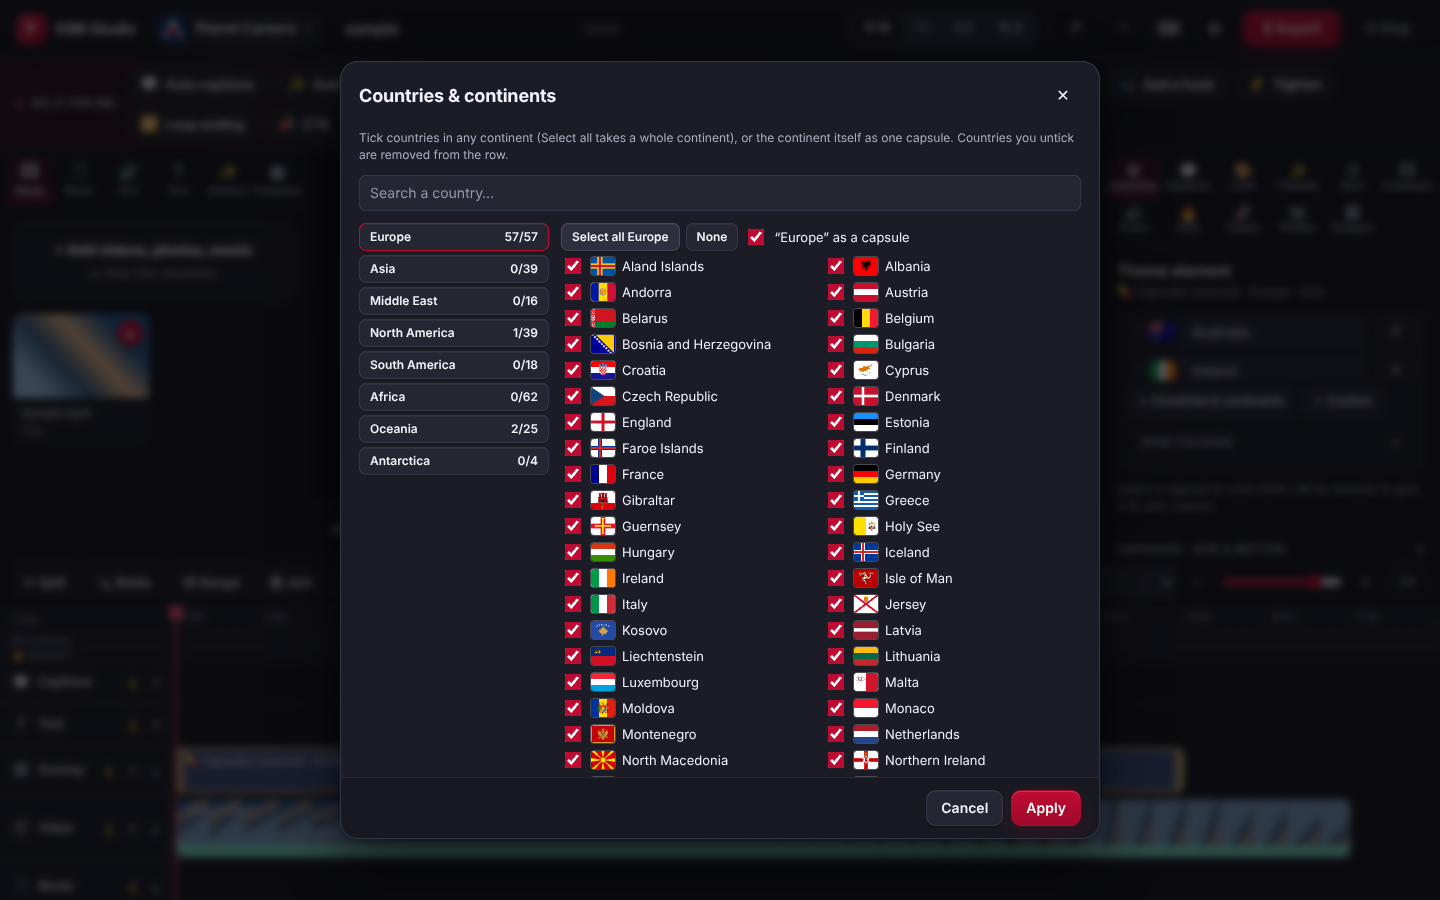 Countries & continents
Tick countries in any continent (Select all takes a whole continent), or the continent itself as one capsule. Countries you untick
are removed from the row.
Search a country...
Europe 57/57
Asia 0/39
Middle East 0/16
North America 1/39
South America 0/18
Africa 0/62
Oceania 2/25
Antarctica 0/4
Select all Europe None “Europe” as a capsule
Aland Islands Albania
Andorra Austria
Belarus Belgium
Bosnia and Herzegovina Bulgaria
Croatia Cyprus
Czech Republic Denmark
England Estonia
Faroe Islands Finland
France Germany
Gibraltar Greece
Guernsey Holy See
Hungary Iceland
Ireland Isle of Man
Italy Jersey
Kosovo Latvia
Liechtenstein Lithuania
Luxembourg Malta
Moldova Monaco
Montenegro Netherlands
North Macedonia Northern Ireland
Cancel Apply